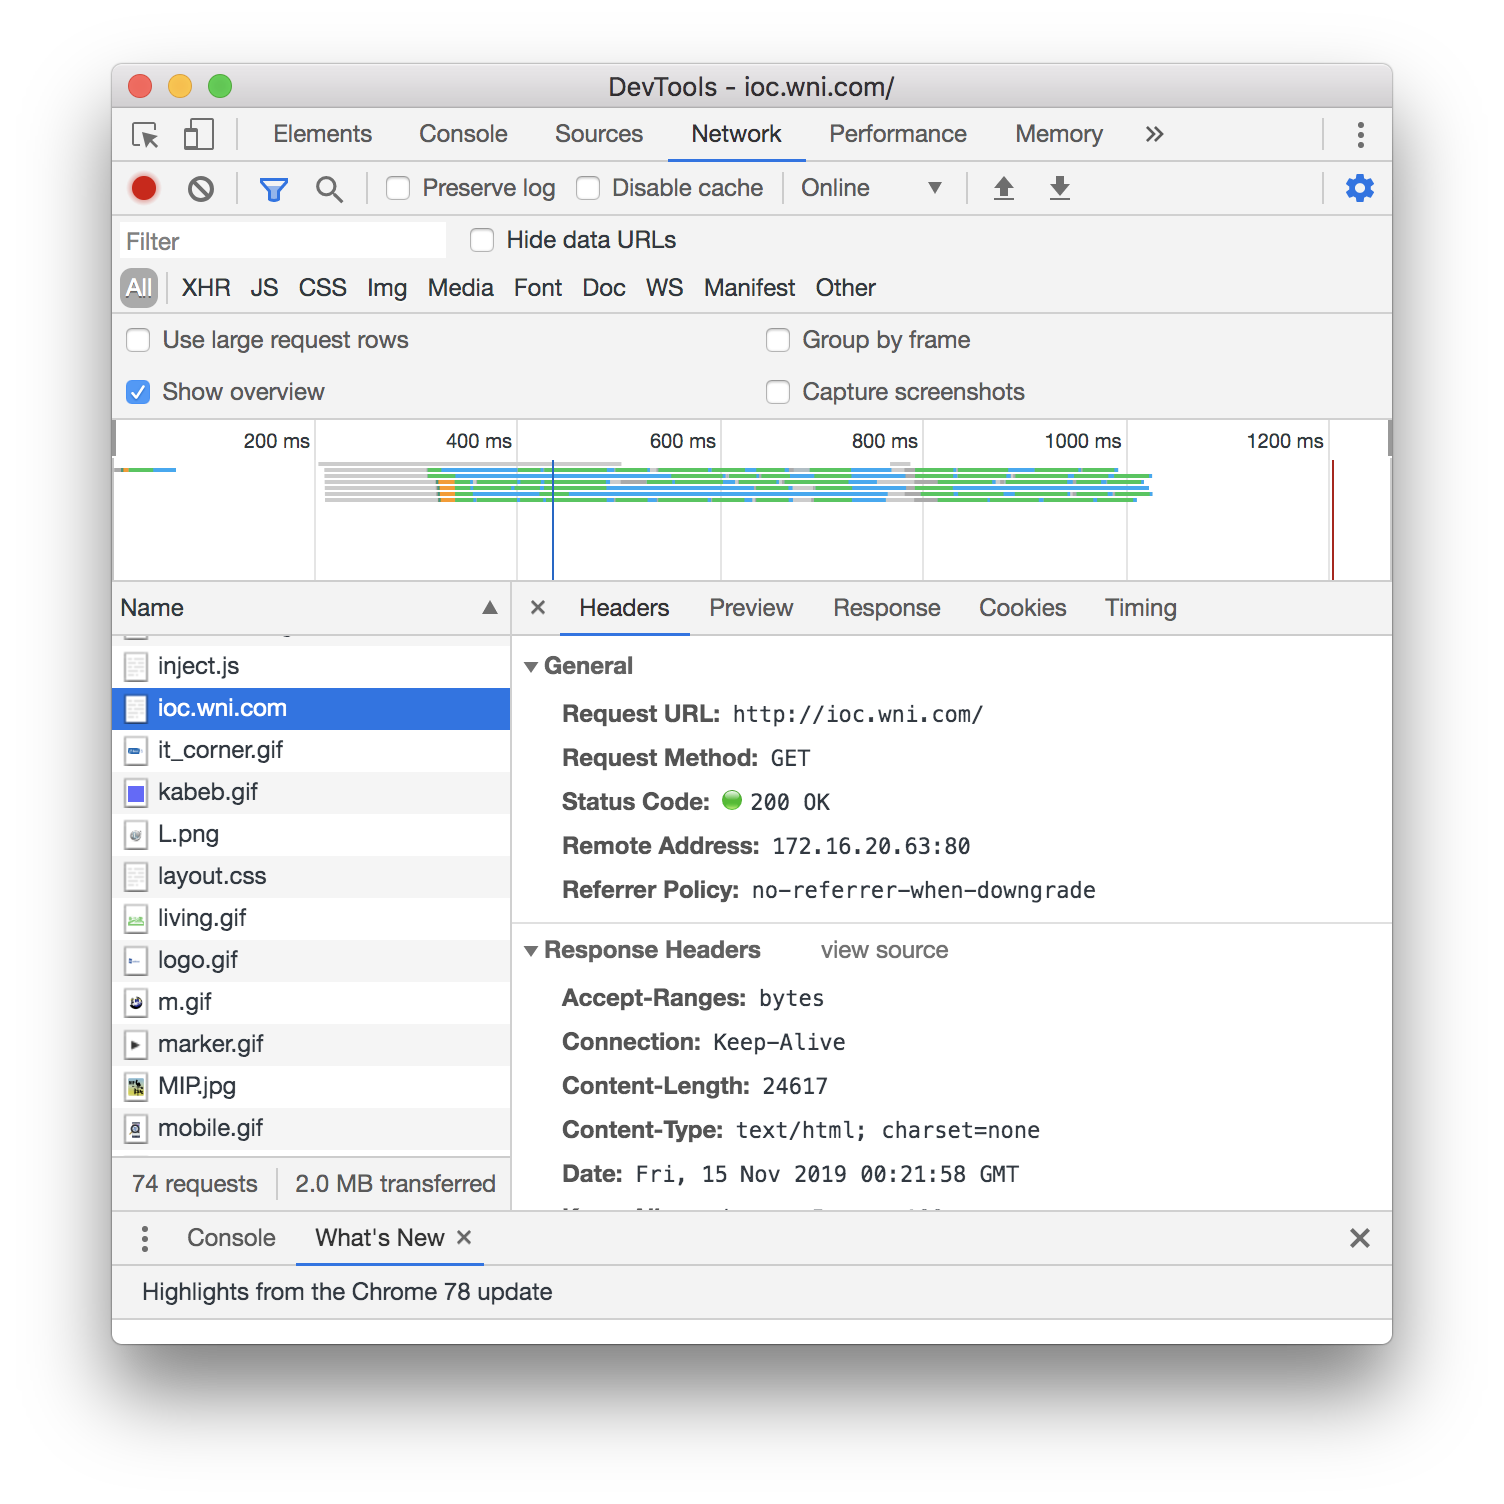 DevTools - ioc.wni.com/
Elements Console Sources Network Performance Memory
Preserve log Disable cache Online
Filter Hide data URLs
All XHR JS CSS Img Media Font Doc WS Manifest Other
Use large request rows Group by frame
Show overview Capture screenshots
200 ms 400 ms 600 ms 800 ms 1000 ms 1200 ms
Name
inject.js
ioc.wni.com
it_corner.gif
kabeb.gif
L.png
layout.css
living.gif
logo.gif
m.gif
marker.gif
MIP.jpg
mobile.gif
74 requests 2.0 MB transferred
Headers Preview Response Cookies Timing
General
Request URL: http://ioc.wni.com/
Request Method: GET
Status Code: 200 OK
Remote Address: 172.16.20.63:80
Referrer Policy: no-referrer-when-downgrade
Response Headers view source
Accept-Ranges: bytes
Connection: Keep-Alive
Content-Length: 24617
Content-Type: text/html; charset=none
Date: Fri, 15 Nov 2019 00:21:58 GMT
Console What's New
Highlights from the Chrome 78 update